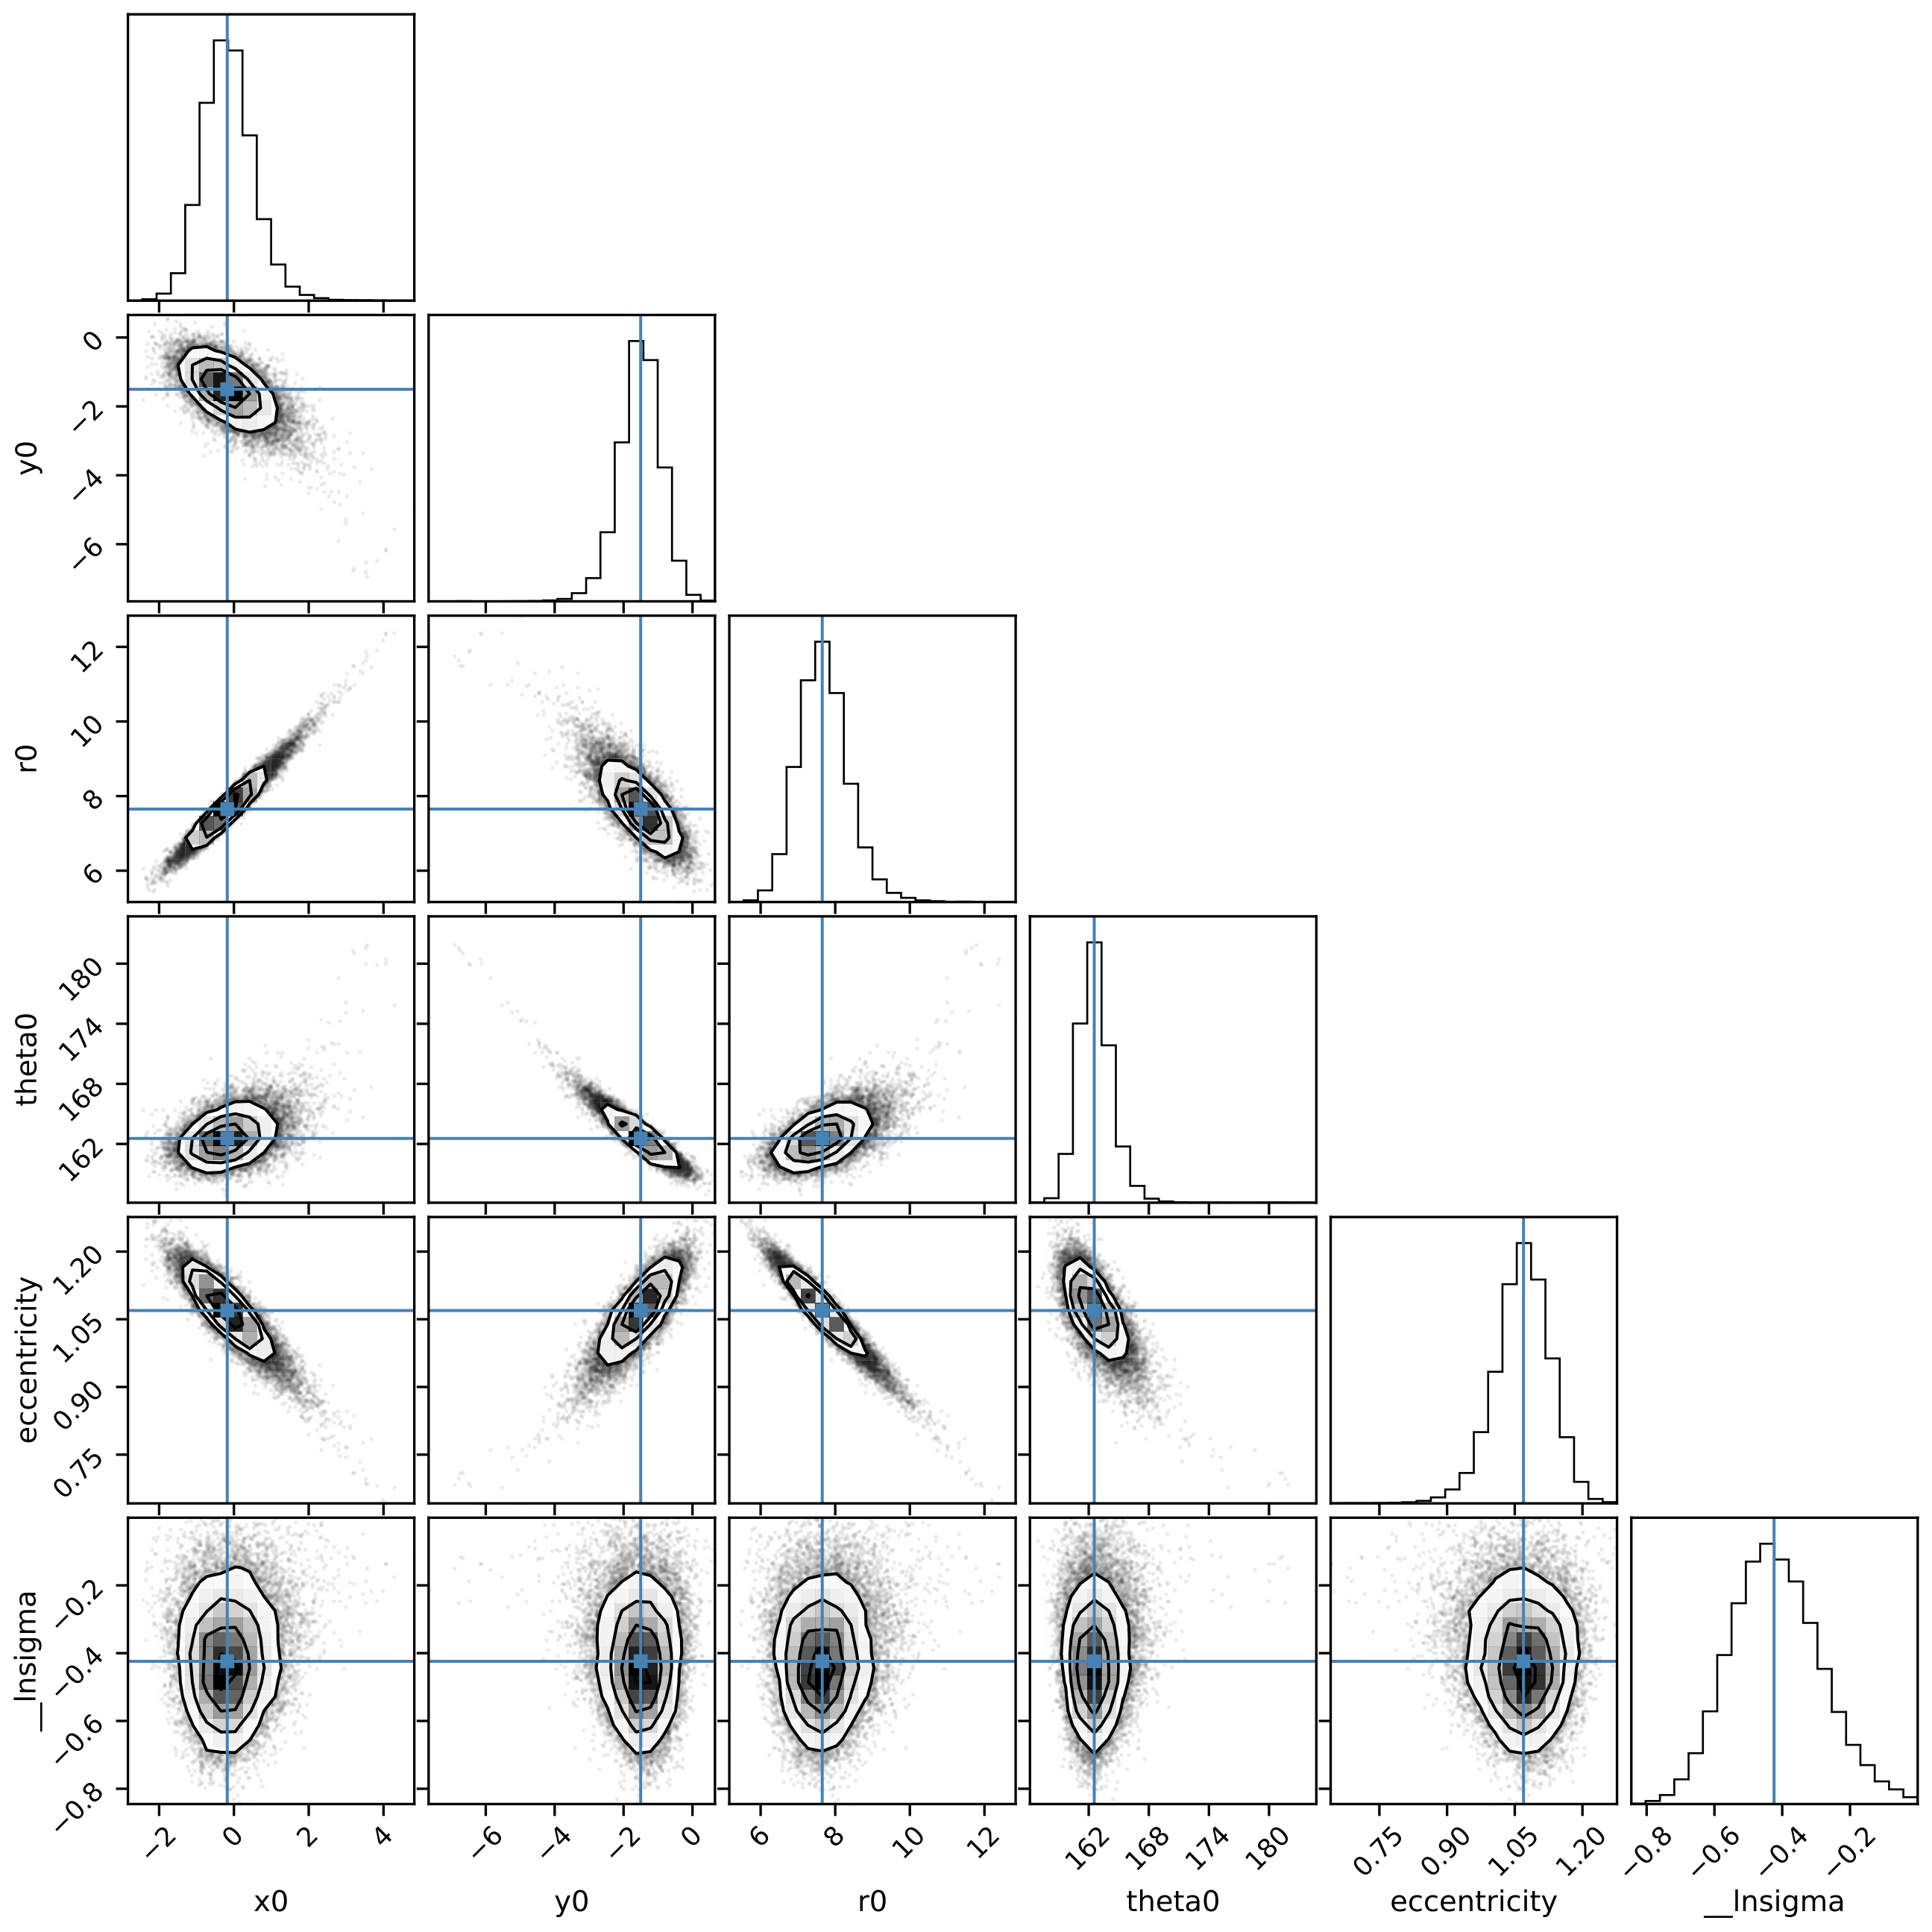 0
−2
−4
−6
y0
12
10
8
6
r0
180
174
168
162
theta0
1.20
1.05
0.90
0.75
eccentricity
−0.2
−0.4
−0.6
−0.8
__lnsigma
−2 0 2 4 −6 −4 −2 0 6 8 10 12 162 168 174 180 0.75 0.90 1.05 1.20 −0.8 −0.6 −0.4 −0.2
x0 y0 r0 theta0 eccentricity __lnsigma